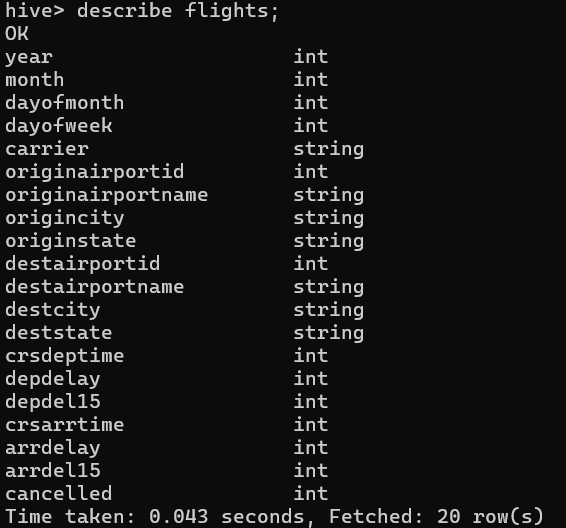 hive> describe flights;
OK
year int
month int
dayofmonth int
dayofweek int
carrier string
originairportid int
originairportname string
origincity string
originstate string
destairportid int
destairportname string
destcity string
deststate string
crsdeptime int
depdelay int
depdel15 int
crsarrtime int
arrdelay int
arrdel15 int
cancelled int
Time taken: 0.043 seconds, Fetched: 20 row(s)